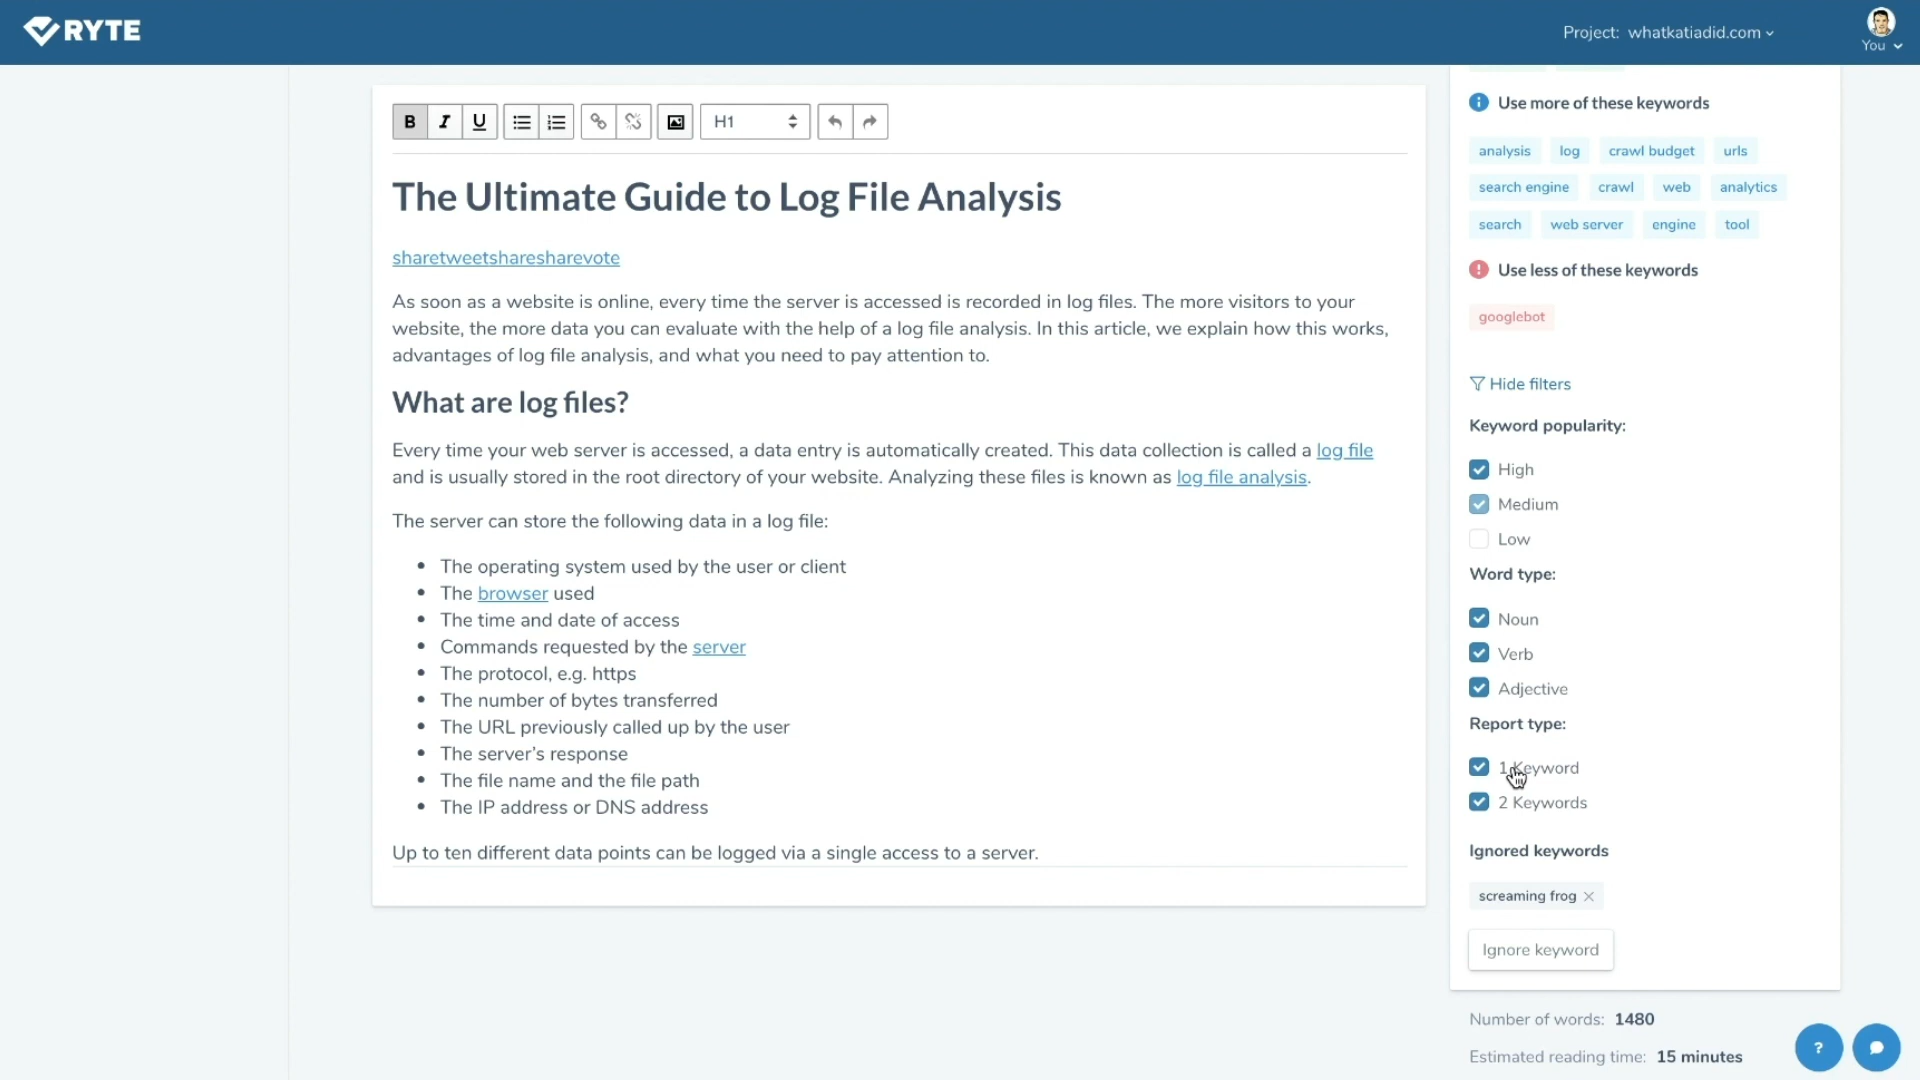 RYTE
Project: whatkatiadid.com
You
B I U
H1
The Ultimate Guide to Log File Analysis
sharetweetsharesharevote
As soon as a website is online, every time the server is accessed is recorded in log files. The more visitors to your
website, the more data you can evaluate with the help of a log file analysis. In this article, we explain how this works,
advantages of log file analysis, and what you need to pay attention to.
What are log files?
Every time your web server is accessed, a data entry is automatically created. This data collection is called a log file
and is usually stored in the root directory of your website. Analyzing these files is known as log file analysis.
The server can store the following data in a log file:
The operating system used by the user or client
The browser used
The time and date of access
Commands requested by the server
The protocol, e.g. https
The number of bytes transferred
The URL previously called up by the user
The server's response
The file name and the file path
The IP address or DNS address
Up to ten different data points can be logged via a single access to a server.
Use more of these keywords
analysis log crawl budget urls
search engine crawl web analytics
search web server engine tool
Use less of these keywords
googlebot
Hide filters
Keyword popularity:
High
Medium
Low
Word type:
Noun
Verb
Adjective
Report type:
1 Keyword
2 Keywords
Ignored keywords
screaming frog
Ignore keyword
Number of words: 1480
Estimated reading time: 15 minutes
?